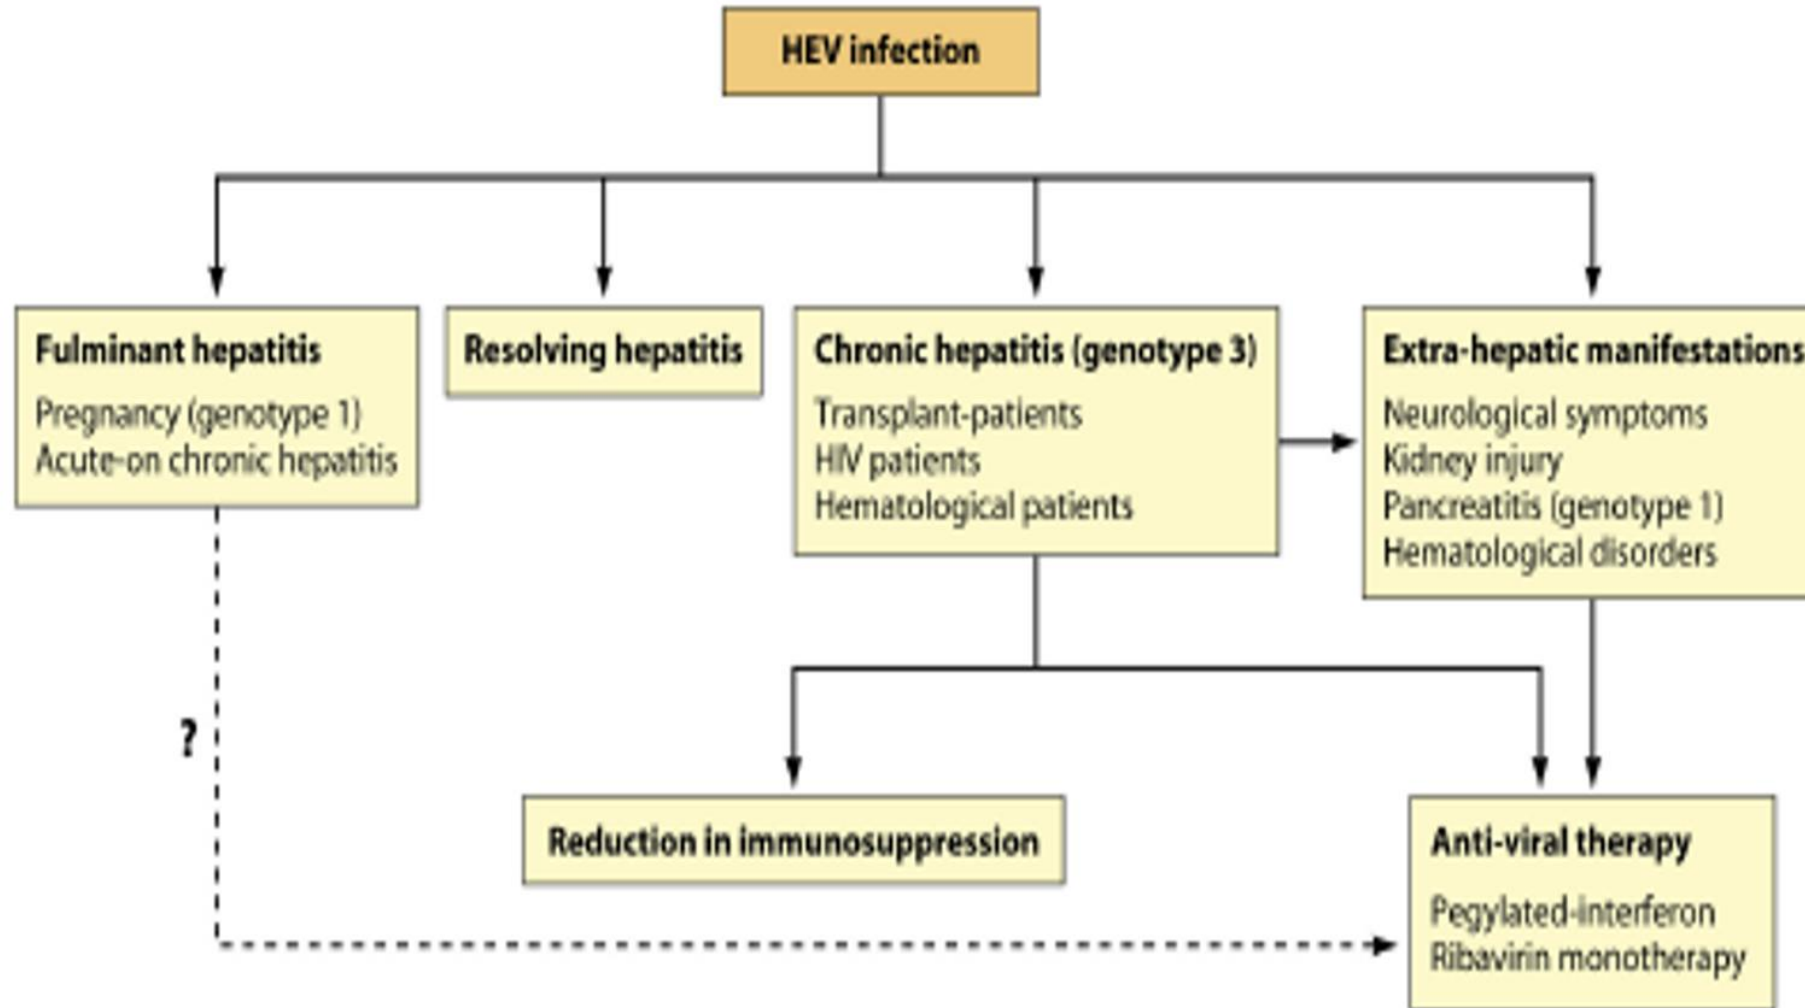 HEV infection
Fulminant hepatitis
Pregnancy (genotype 1)
Acute-on chronic hepatitis
Resolving hepatitis
Chronic hepatitis (genotype 3)
Transplant-patients
HIV patients
Hematological patients
Extra-hepatic manifestations
Neurological symptoms
Kidney injury
Pancreatitis (genotype 1)
Hematological disorders
?
Reduction in immunosuppression
Anti-viral therapy
Pegylated-interferon
Ribavirin monotherapy